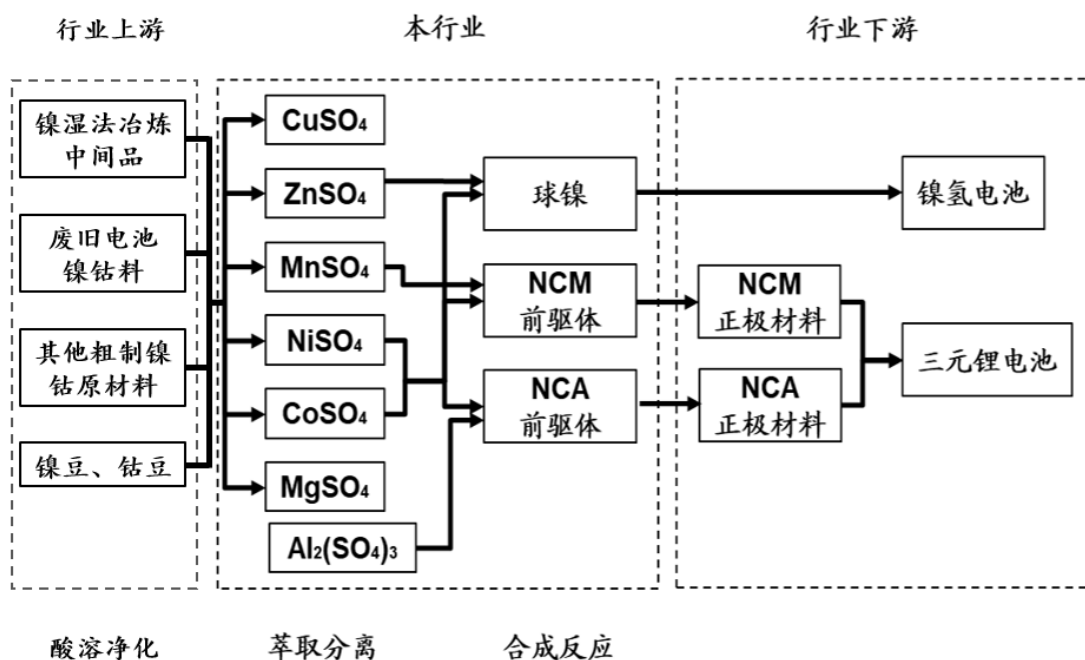 行业上游
本行业
行业下游
镍湿法冶炼
中间品
废旧电池
镍钴料
其他粗制镍
钴原材料
镍豆、钴豆
CuSO₄
ZnSO₄
MnSO₄
NiSO₄
CoSO₄
MgSO₄
Al₂(SO₄)₃
球镍
NCM
前驱体
NCA
前驱体
NCM
正极材料
NCA
正极材料
镍氢电池
三元锂电池
酸溶净化
萃取分离
合成反应